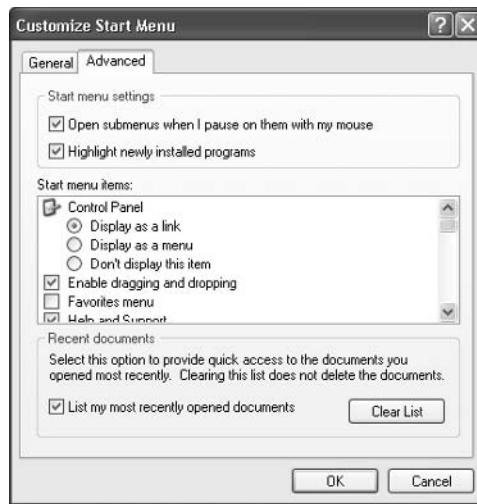 Customize Start Menu
General Advanced
Start menu settings
Open submenus when I pause on them with my mouse
Highlight newly installed programs
Start menu items:
Control Panel
Display as a link
Display as a menu
Don't display this item
Enable dragging and dropping
Favorites menu
Help and Support
Recent documents
Select this option to provide quick access to the documents you
opened most recently. Clearing this list does not delete the documents.
List my most recently opened documents Clear List
OK Cancel